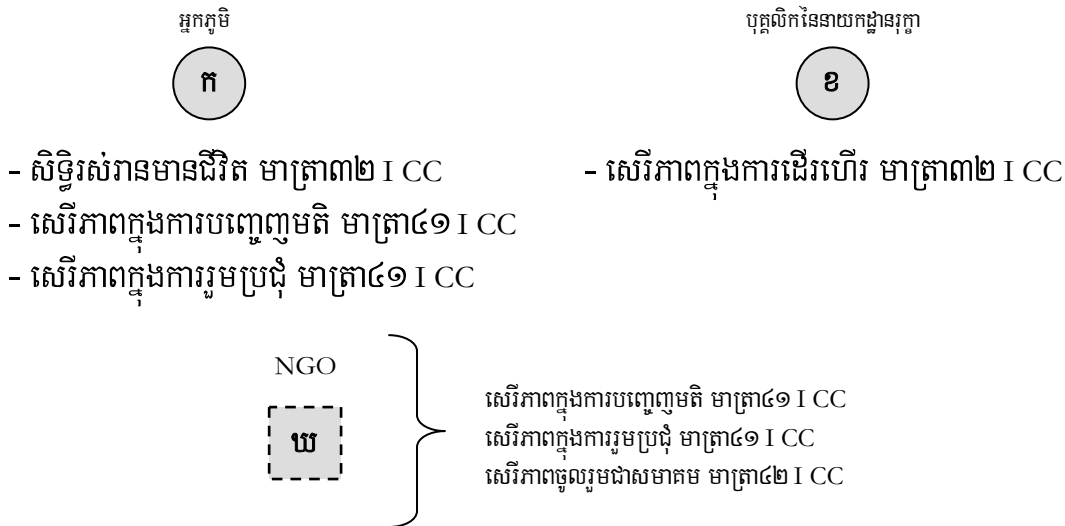 អ្នកភូមិ
ក
- សិទ្ធិរស់រានមានជីវិត មាត្រា៣២ I CC
- សេរីភាពក្នុងការបញ្ចេញមតិ មាត្រា៤១ I CC
- សេរីភាពក្នុងការរួមប្រជុំ មាត្រា៤១ I CC
បុគ្គលិកនៃនាយកដ្ឋានរុក្ខា
ខ
- សេរីភាពក្នុងការដើរហើរ មាត្រា៣២ I CC
NGO
ឃ
សេរីភាពក្នុងការបញ្ចេញមតិ មាត្រា៤១ I CC
សេរីភាពក្នុងការរួមប្រជុំ មាត្រា៤១ I CC
សេរីភាពចូលរួមជាសមាគម មាត្រា៤២ I CC